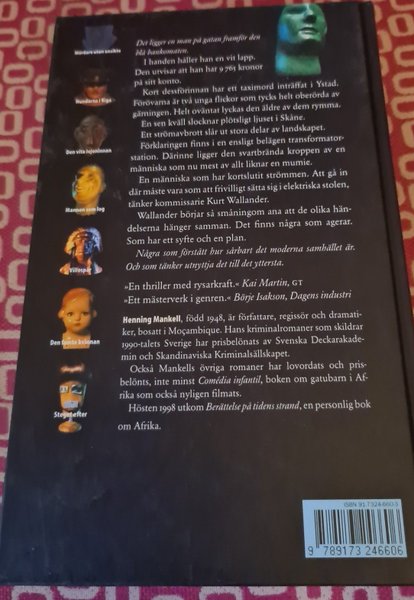 Det ligger en man på gatan framför den
blå bankomaten.
I handen håller han en vit lapp.
Den utvisar att han har 9 765 kronor
på sitt konto.
Kort dessförinnan har ett taximord inträffat i Ystad.
Förövarna är två unga flickor som tycks helt oberörda av
gärningen. Helt oväntat lyckas den äldre av dem rymma.
En sen kväll slocknar plötsligt ljuset i Skåne.
Ett strömavbrott slår ut stora delar av landskapet.
Förklaringen finns i en ensligt belägen transformator-
station. Därinne ligger den svartbrända kroppen av en
människa som nu mest av allt liknar en mumie.
En människa som har kortslutit strömmen. Att gå in
där måste vara som att frivilligt sätta sig i elektriska stolen,
tänker kommissarie Kurt Wallander.
Wallander börjar så småningom ana att de olika hän-
delserna hänger samman. Det finns någon som agerar.
Som har ett syfte och en plan.
Några som förstått hur sårbart det moderna samhället är.
Och som tänker utnyttja det till det yttersta.
»En thriller med rysarkraft.« Kai Martin, GT
»Ett mästerverk i genren.« Börje Isakson, Dagens industri
Henning Mankell, född 1948, är författare, regissör och dramati-
ker, bosatt i Moçambique. Hans kriminalromaner som skildrar
1990-talets Sverige har prisbelönats av Svenska Deckarakade-
min och Skandinaviska Kriminalsällskapet.
Också Mankells övriga romaner har lovordats och pris-
belönts, inte minst Comédia infantil, boken om gatubarn i Af-
rika som också nyligen filmats.
Hösten 1998 utkom Berättelse på tidens strand, en personlig bok
om Afrika.
Mördare utan ansikte
Hundarna i Riga
Den vita lejoninnan
Mannen som log
Villospår
Den femte kvinnan
Steget efter
ISBN 91 7324 660 3
9 789173 246606